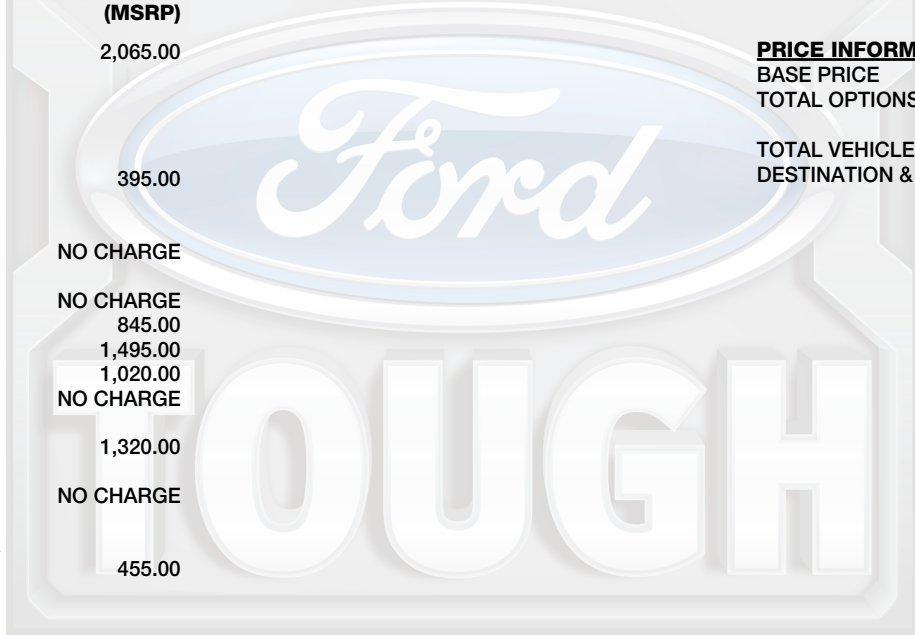 (MSRP)
2,065.00
395.00
NO CHARGE
NO CHARGE
845.00
1,495.00
1,020.00
NO CHARGE
1,320.00
NO CHARGE
455.00
PRICE INFORM
BASE PRICE
TOTAL OPTIONS
TOTAL VEHICLE
DESTINATION &
Ford
TOUGH